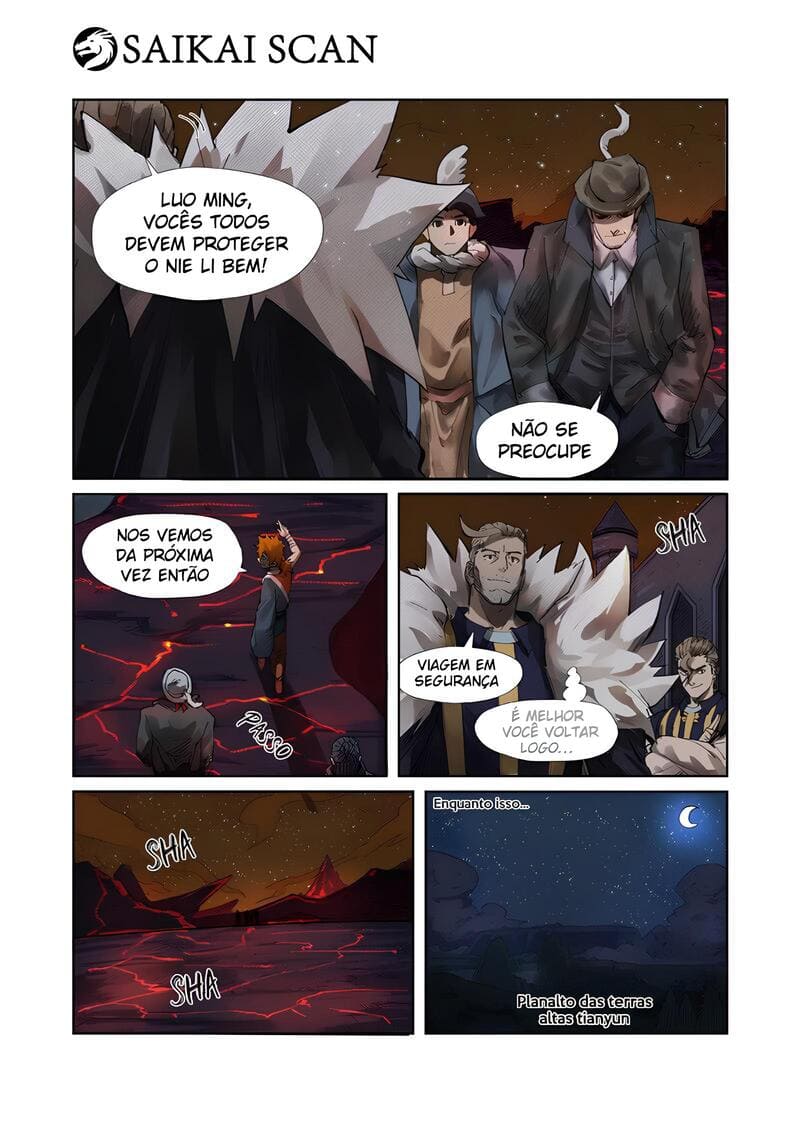 SAIKAI SCAN
LUO MING,
VOCÊS TODOS
DEVEM PROTEGER
O NIE LI BEM!
NÃO SE
PREOCUPE
NOS VEMOS
DA PRÓXIMA
VEZ ENTÃO
PASSO
SHA
VIAGEM EM
SEGURANÇA
É MELHOR
VOCÊ VOLTAR
LOGO...
SHA
SHA
Enquanto isso...
Planalto das terras
altas tianyun